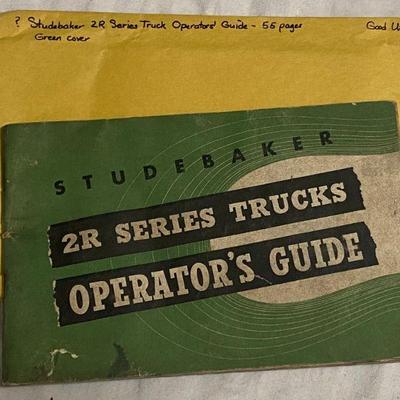 ? Studebaker 2R Series Truck Operators' Guide - 55 pages Good
Green cover
STUDEBAKER
2R SERIES TRUCKS
OPERATOR'S GUIDE